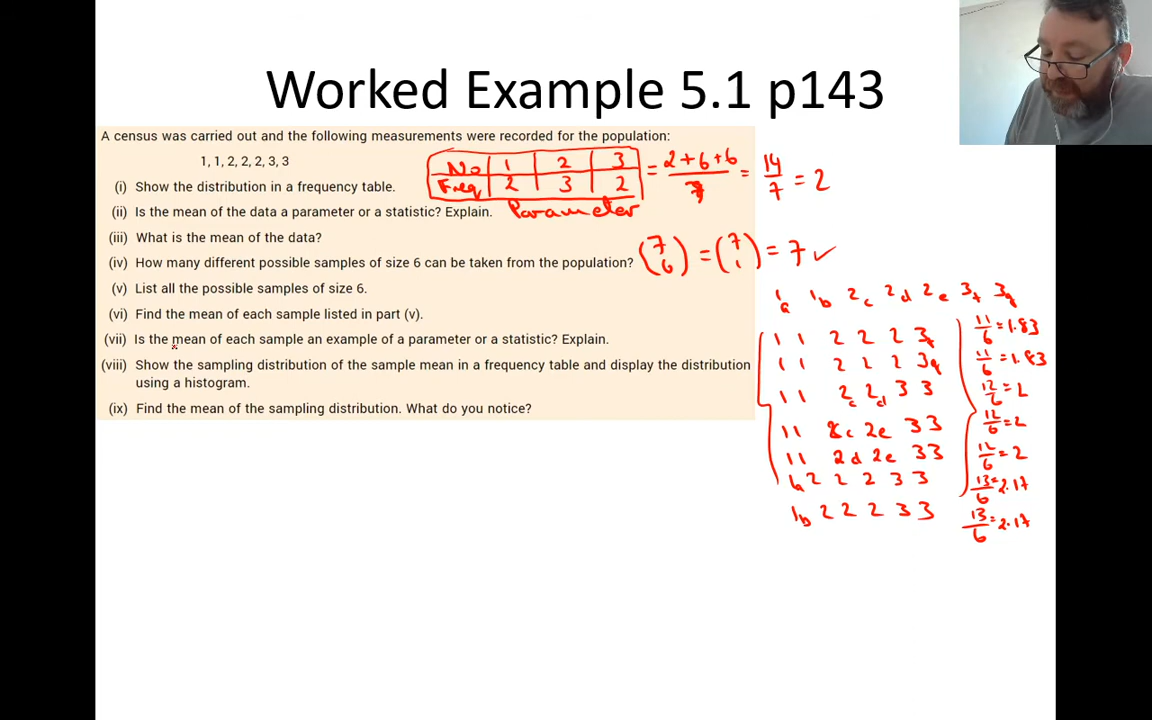 Worked Example 5.1 p143
A census was carried out and the following measurements were recorded for the population:
1, 1, 2, 2, 2, 3, 3
No 1 2 3
Freq 2 3 2
= 2+6+6/7 = 14/7 = 2
(i) Show the distribution in a frequency table.
(ii) Is the mean of the data a parameter or a statistic? Explain.
Parameter
(iii) What is the mean of the data?
(iv) How many different possible samples of size 6 can be taken from the population?
(7 6) = (7 1) = 7 ✓
(v) List all the possible samples of size 6.
(vi) Find the mean of each sample listed in part (v).
(vii) Is the mean of each sample an example of a parameter or a statistic? Explain.
(viii) Show the sampling distribution of the sample mean in a frequency table and display the distribution
using a histogram.
(ix) Find the mean of the sampling distribution. What do you notice?
1a 1b 2c 2d 2e 3f 3g
1 1 2 2 2 3f 11/6 = 1.83
1 1 2 2 2 3g 11/6 = 1.83
1 1 2c 2d 3 3 12/6 = 2
1 1 2c 2e 3 3 12/6 = 2
1 1 2d 2e 3 3 12/6 = 2
1a 2 2 2 3 3 13/6 = 2.17
1b 2 2 2 3 3 13/6 = 2.17